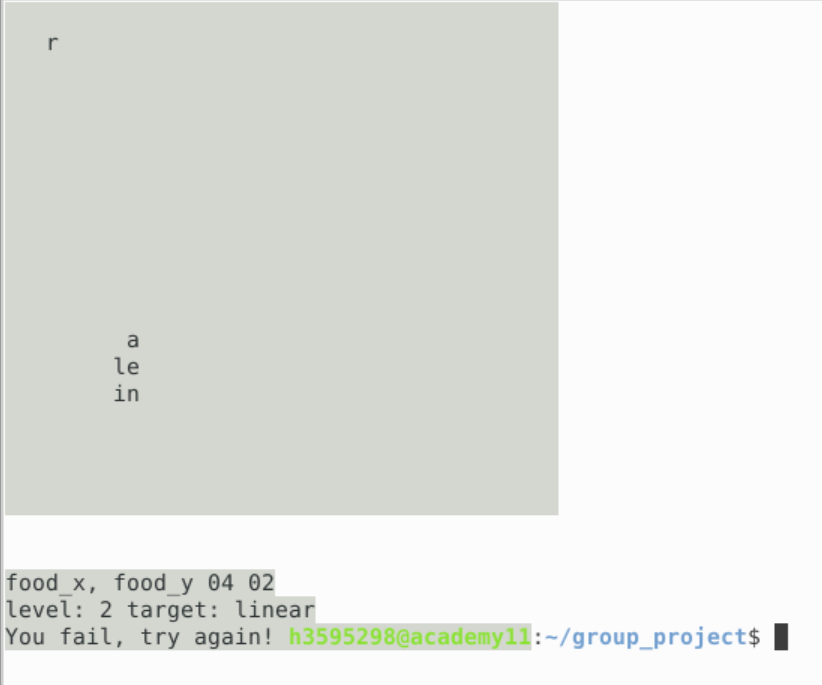 r
a
le
in
food_x, food_y 04 02
level: 2 target: linear
You fail, try again! h3595298@academy11:~/group_project$